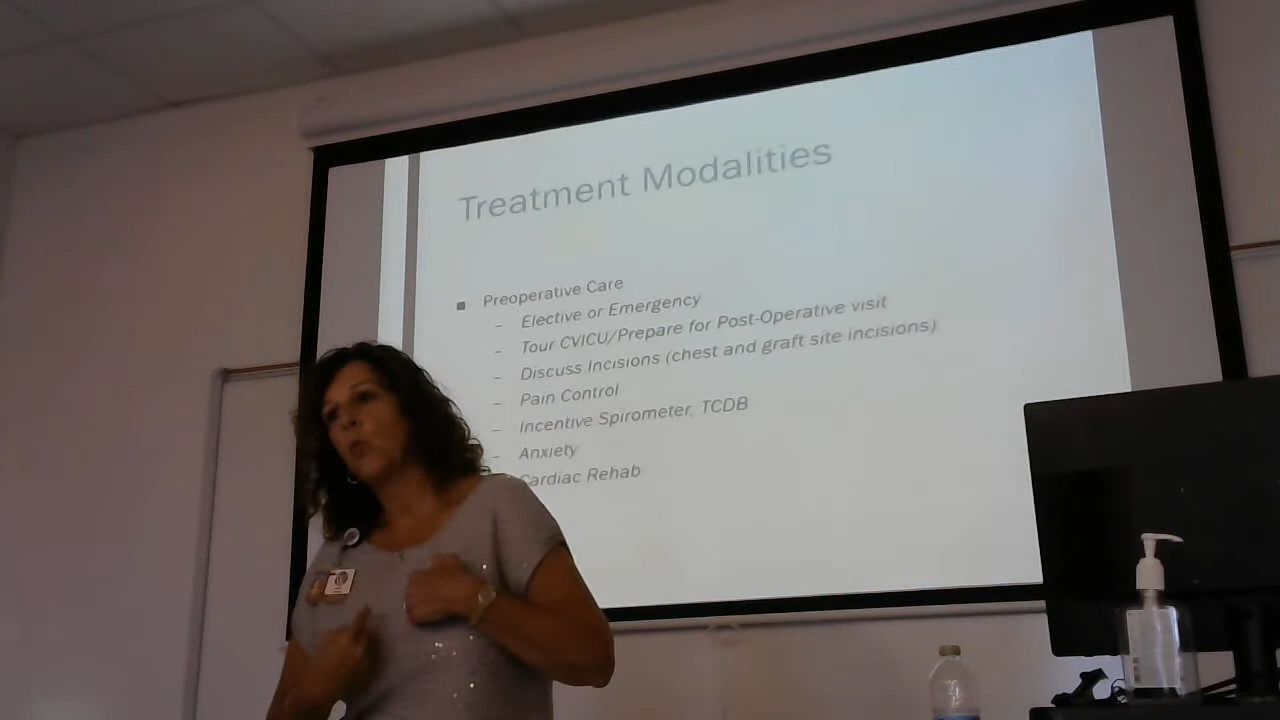 Treatment Modalities
Preoperative Care
– Elective or Emergency
– Tour CVICU/Prepare for Post-Operative visit
– Discuss Incisions (chest and graft site incisions)
– Pain Control
– Incentive Spirometer, TCDB
– Anxiety
Cardiac Rehab